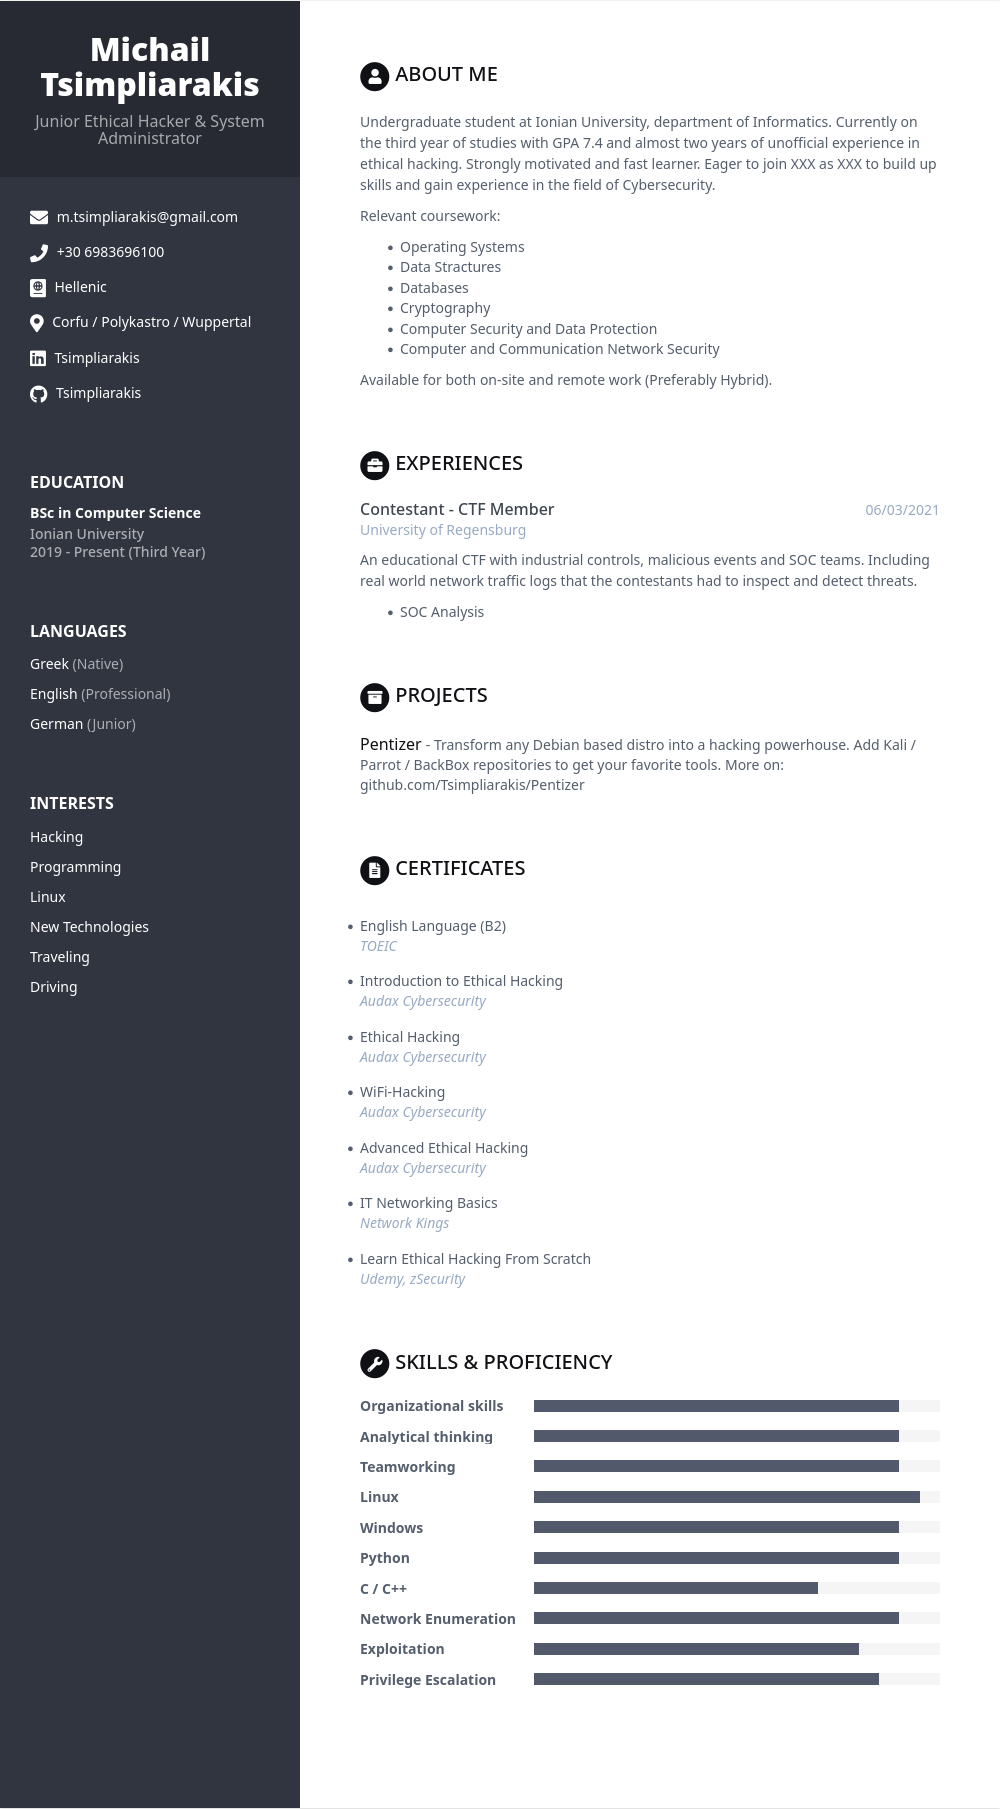 Michail
Tsimpliarakis
Junior Ethical Hacker & System
Administrator
m.tsimpliarakis@gmail.com
+30 6983696100
Hellenic
Corfu / Polykastro / Wuppertal
Tsimpliarakis
Tsimpliarakis
EDUCATION
BSc in Computer Science
Ionian University
2019 - Present (Third Year)
LANGUAGES
Greek (Native)
English (Professional)
German (Junior)
INTERESTS
Hacking
Programming
Linux
New Technologies
Traveling
Driving
ABOUT ME
Undergraduate student at Ionian University, department of Informatics. Currently on
the third year of studies with GPA 7.4 and almost two years of unofficial experience in
ethical hacking. Strongly motivated and fast learner. Eager to join XXX as XXX to build up
skills and gain experience in the field of Cybersecurity.
Relevant coursework:
• Operating Systems
• Data Stractures
• Databases
• Cryptography
• Computer Security and Data Protection
• Computer and Communication Network Security
Available for both on-site and remote work (Preferably Hybrid).
EXPERIENCES
Contestant - CTF Member 06/03/2021
University of Regensburg
An educational CTF with industrial controls, malicious events and SOC teams. Including
real world network traffic logs that the contestants had to inspect and detect threats.
• SOC Analysis
PROJECTS
Pentizer - Transform any Debian based distro into a hacking powerhouse. Add Kali /
Parrot / BackBox repositories to get your favorite tools. More on:
github.com/Tsimpliarakis/Pentizer
CERTIFICATES
• English Language (B2)
TOEIC
• Introduction to Ethical Hacking
Audax Cybersecurity
• Ethical Hacking
Audax Cybersecurity
• WiFi-Hacking
Audax Cybersecurity
• Advanced Ethical Hacking
Audax Cybersecurity
• IT Networking Basics
Network Kings
• Learn Ethical Hacking From Scratch
Udemy, zSecurity
SKILLS & PROFICIENCY
Organizational skills
Analytical thinking
Teamworking
Linux
Windows
Python
C / C++
Network Enumeration
Exploitation
Privilege Escalation